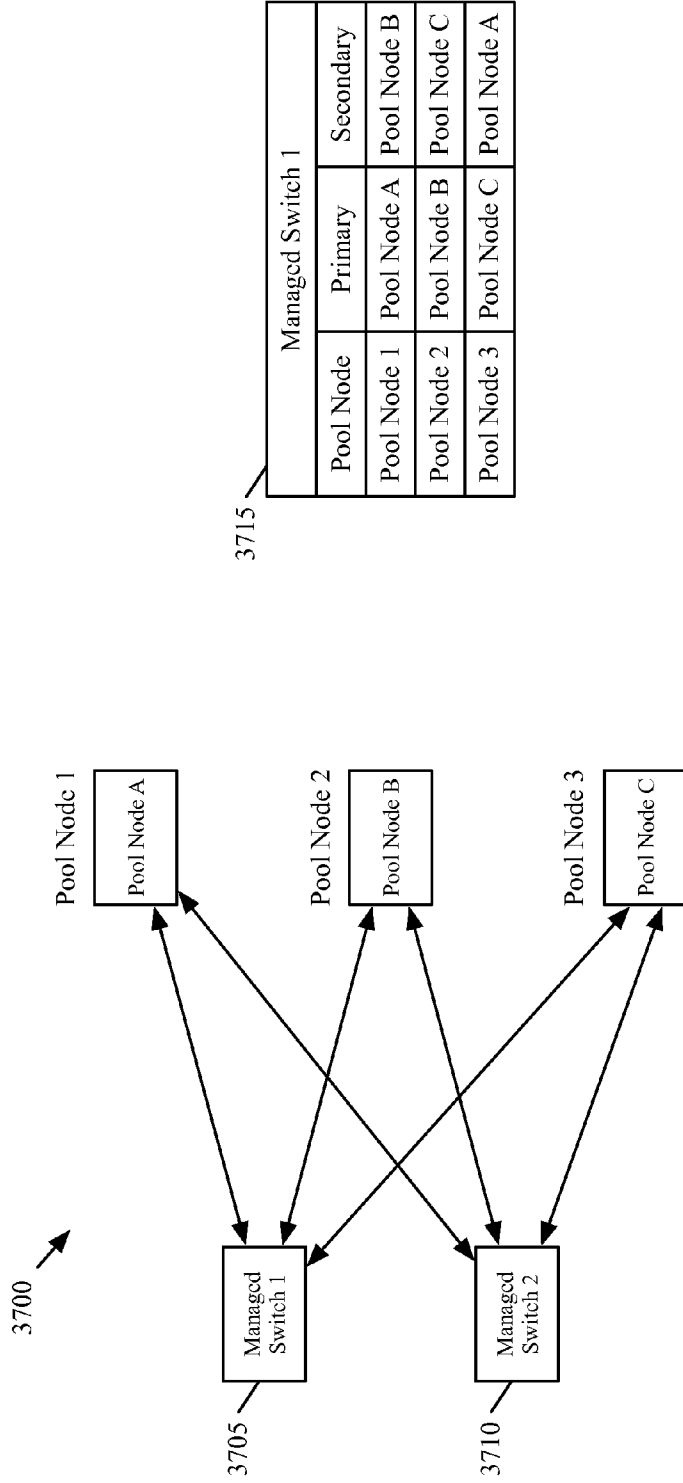 3700
Managed
Switch 1
3705
Managed
Switch 2
3710
Pool Node 1
Pool Node A
Pool Node 2
Pool Node B
Pool Node 3
Pool Node C
3715
Managed Switch 1
Pool Node Primary Secondary
Pool Node 1 Pool Node A Pool Node B
Pool Node 2 Pool Node B Pool Node C
Pool Node 3 Pool Node C Pool Node A